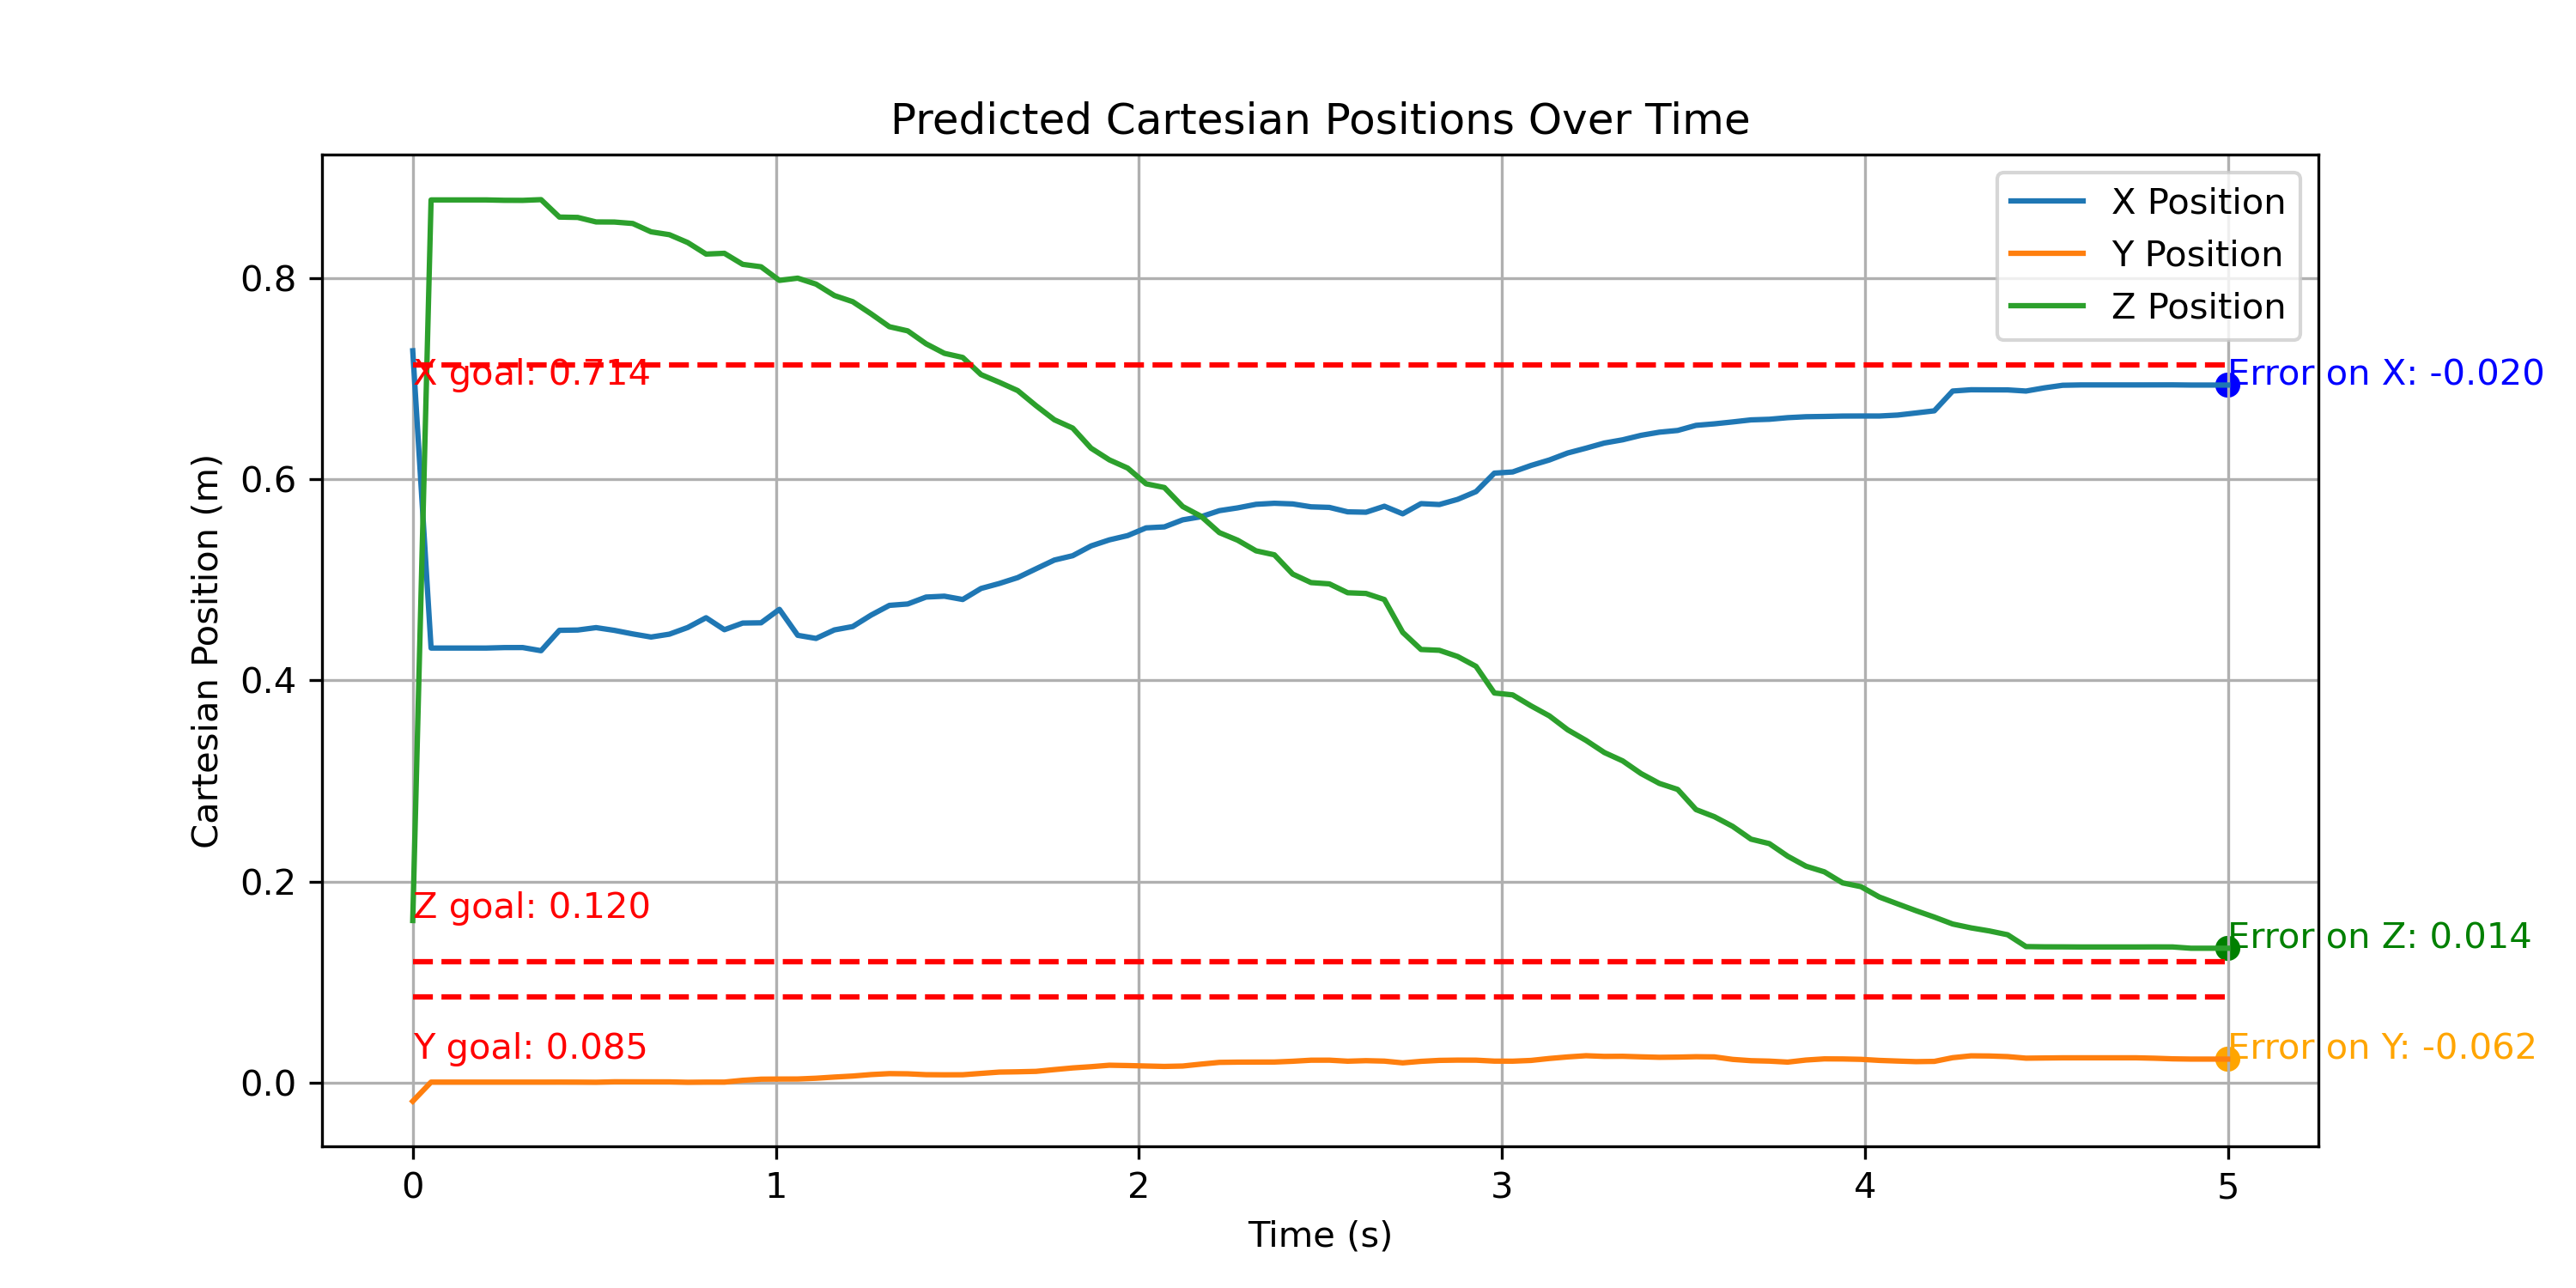 Predicted Cartesian Positions Over Time
X Position
Y Position
Z Position
Cartesian Position (m)
0.8
0.6
0.4
0.2
0.0
X goal: 0.714
Error on X: -0.020
Z goal: 0.120
Error on Z: 0.014
Y goal: 0.085
Error on Y: -0.062
0 1 2 3 4 5
Time (s)